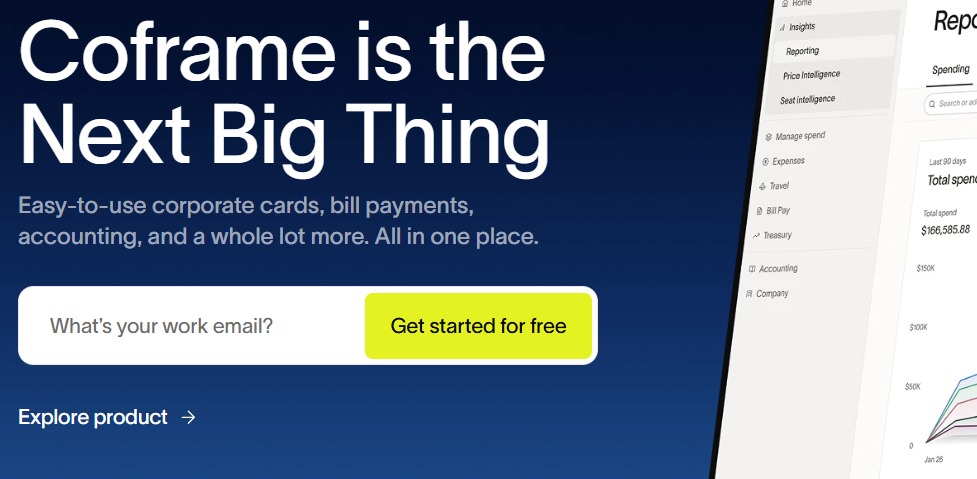 Coframe is the
Next Big Thing
Easy-to-use corporate cards, bill payments,
accounting, and a whole lot more. All in one place.
What's your work email?
Get started for free
Explore product →
Home
Insights
Reporting
Price Intelligence
Seat intelligence
Manage spend
Expenses
Travel
Bill Pay
Treasury
Accounting
Company
Repo
Spending
Search or ad
Last 90 days
Total spend
Total spend
$166,585.88
$150K
$100K
$50K
0
Jan 26